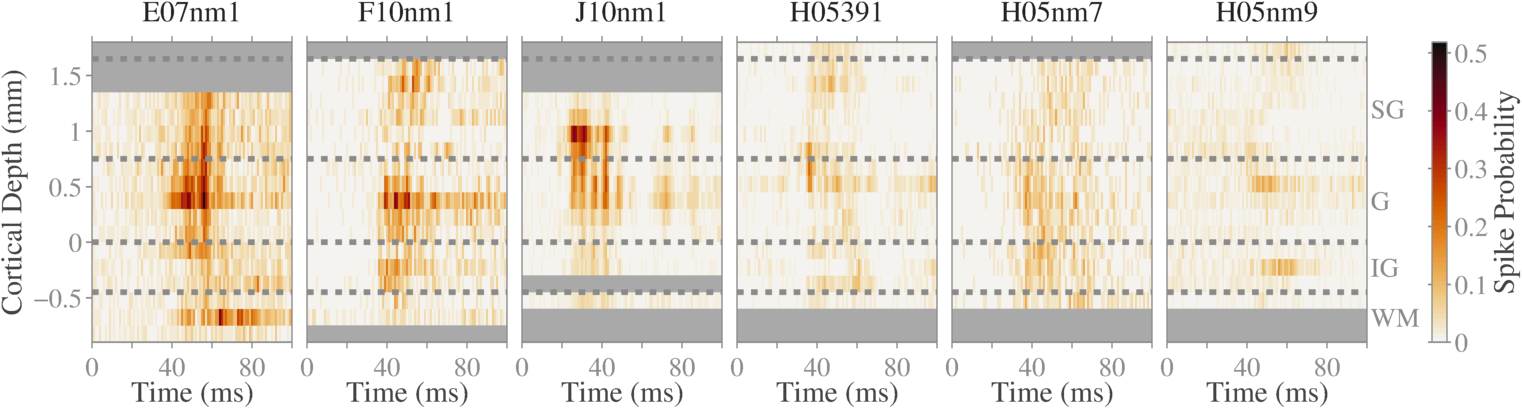 E07nm1 F10nm1 J10nm1 H05391 H05nm7 H05nm9
Cortical Depth (mm)
1.5
1
0.5
0
−0.5
SG
G
IG
WM
0.5
0.4
0.3
0.2
0.1
0
Spike Probability
0 40 80 0 40 80 0 40 80 0 40 80 0 40 80 0 40 80
Time (ms) Time (ms) Time (ms) Time (ms) Time (ms) Time (ms)